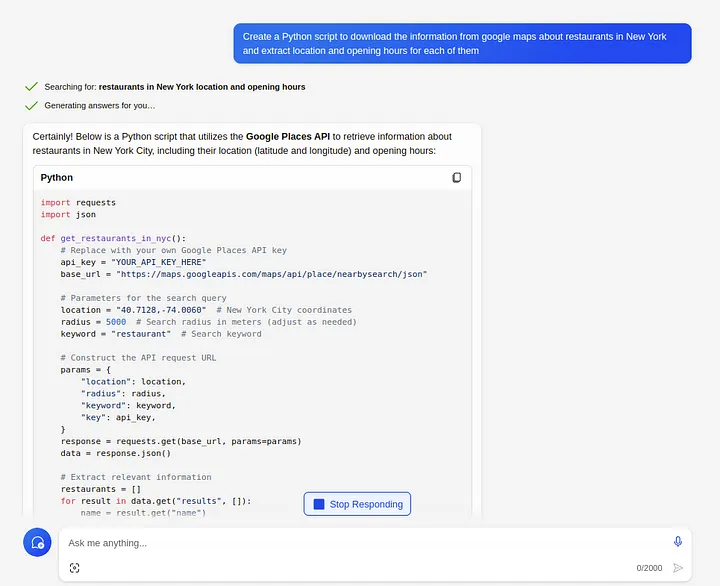 Create a Python script to download the information from google maps about restaurants in New York
and extract location and opening hours for each of them
Searching for: restaurants in New York location and opening hours
Generating answers for you...
Certainly! Below is a Python script that utilizes the Google Places API to retrieve information about
restaurants in New York City, including their location (latitude and longitude) and opening hours:
Python
import requests
import json
def get_restaurants_in_nyc():
    # Replace with your own Google Places API key
    api_key = "YOUR_API_KEY_HERE"
    base_url = "https://maps.googleapis.com/maps/api/place/nearbysearch/json"
    # Parameters for the search query
    location = "40.7128,-74.0060"  # New York City coordinates
    radius = 5000  # Search radius in meters (adjust as needed)
    keyword = "restaurant"  # Search keyword
    # Construct the API request URL
    params = {
        "location": location,
        "radius": radius,
        "keyword": keyword,
        "key": api_key,
    }
    response = requests.get(base_url, params=params)
    data = response.json()
    # Extract relevant information
    restaurants = []
    for result in data.get("results", []):
        name = result.get("name")
Stop Responding
Ask me anything...
0/2000